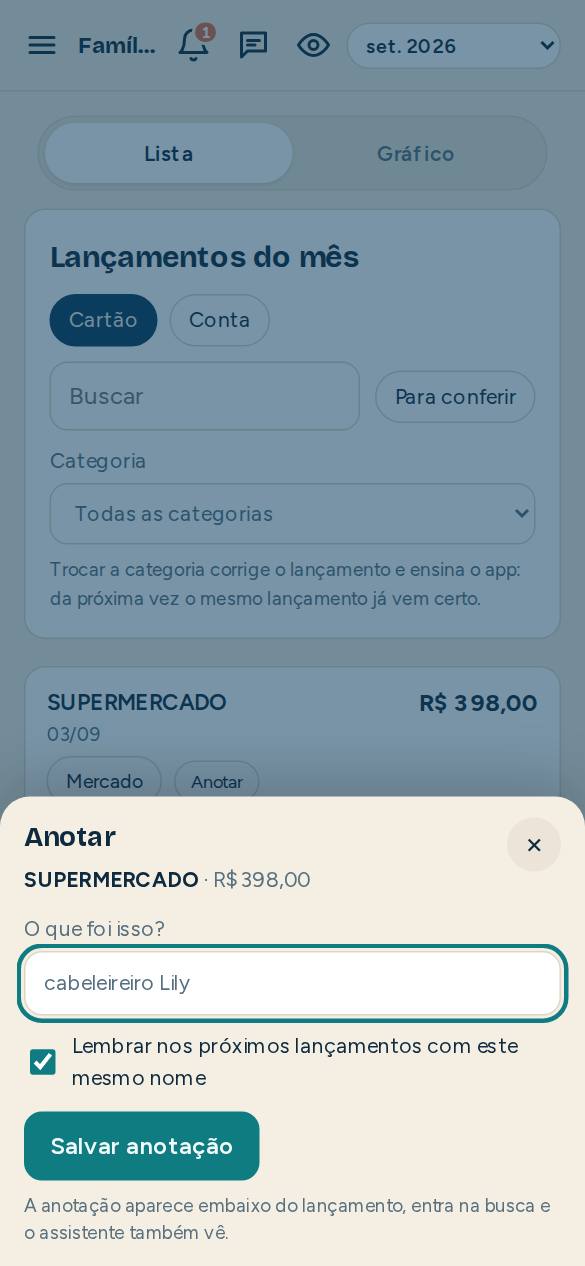 Famíl...
1
set. 2026
Lista
Gráfico
Lançamentos do mês
Cartão
Conta
Buscar
Para conferir
Categoria
Todas as categorias
Trocar a categoria corrige o lançamento e ensina o app:
da próxima vez o mesmo lançamento já vem certo.
SUPERMERCADO
R$ 398,00
03/09
Mercado
Anotar
Anotar
×
SUPERMERCADO · R$ 398,00
O que foi isso?
cabeleireiro Lily
Lembrar nos próximos lançamentos com este
mesmo nome
Salvar anotação
A anotação aparece embaixo do lançamento, entra na busca e
o assistente também vê.